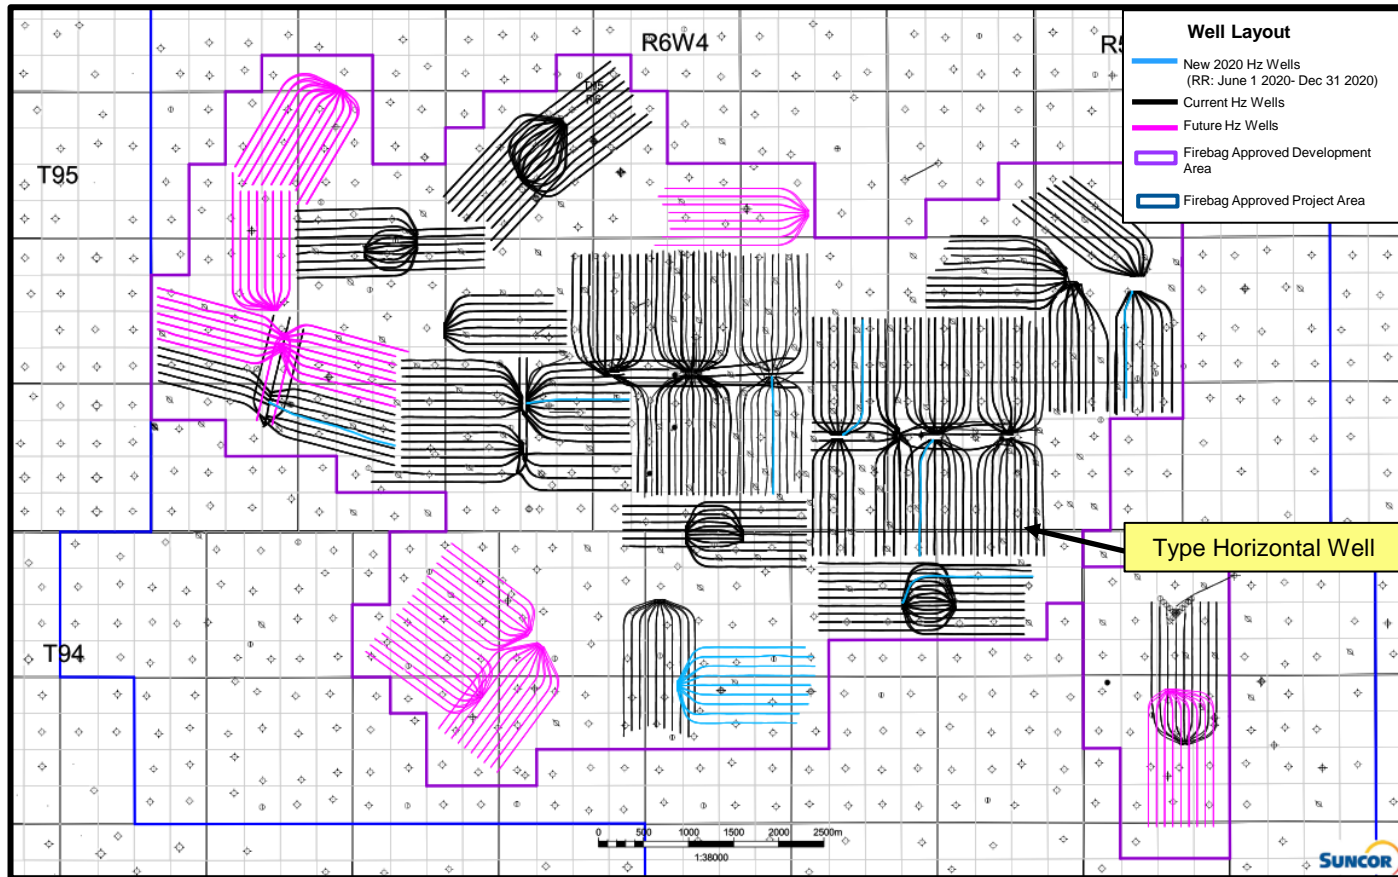 R6W4
R5
Well Layout
New 2020 Hz Wells
(RR: June 1 2020- Dec 31 2020)
Current Hz Wells
Future Hz Wells
Firebag Approved Development
Area
Firebag Approved Project Area
T95
Type Horizontal Well
T94
0 500 1000 1500 2000 2500m
1:38000
SUNCOR